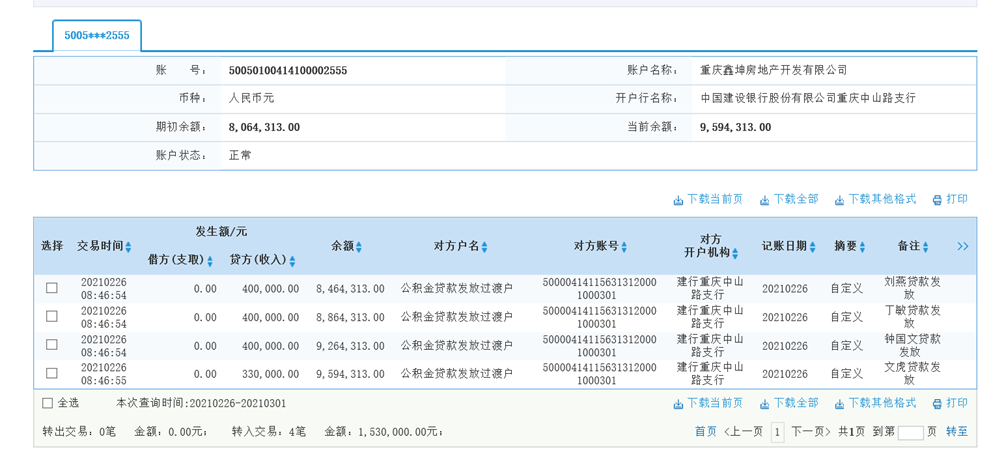 5005***2555
账 号： 50050100414100002555 账户名称： 重庆鑫坤房地产开发有限公司
币种： 人民币元 开户行名称： 中国建设银行股份有限公司重庆中山路支行
期初余额： 8,064,313.00 当前余额： 9,594,313.00
账户状态： 正常
下载当前页 下载全部 下载其他格式 打印
选择 交易时间 发生额/元 余额 对方户名 对方账号 对方 记账日期 摘要 备注 >>
借方(支取) 贷方(收入) 开户机构
20210226 0.00 400,000.00 8,464,313.00 公积金贷款发放过渡户 50000414115631312000 建行重庆中山 20210226 自定义 刘燕贷款发
08:46:54 1000301 路支行 放
20210226 0.00 400,000.00 8,864,313.00 公积金贷款发放过渡户 50000414115631312000 建行重庆中山 20210226 自定义 丁敏贷款发
08:46:54 1000301 路支行 放
20210226 0.00 400,000.00 9,264,313.00 公积金贷款发放过渡户 50000414115631312000 建行重庆中山 20210226 自定义 钟国文贷款
08:46:54 1000301 路支行 发放
20210226 0.00 330,000.00 9,594,313.00 公积金贷款发放过渡户 50000414115631312000 建行重庆中山 20210226 自定义 文虎贷款发
08:46:55 1000301 路支行 放
全选 本次查询时间:20210226-20210301 下载当前页 下载全部 下载其他格式 打印
转出交易：0笔 金额：0.00元； 转入交易：4笔 金额：1,530,000.00元； 首页 <上一页 1 下一页> 共1页 到第 页 转至